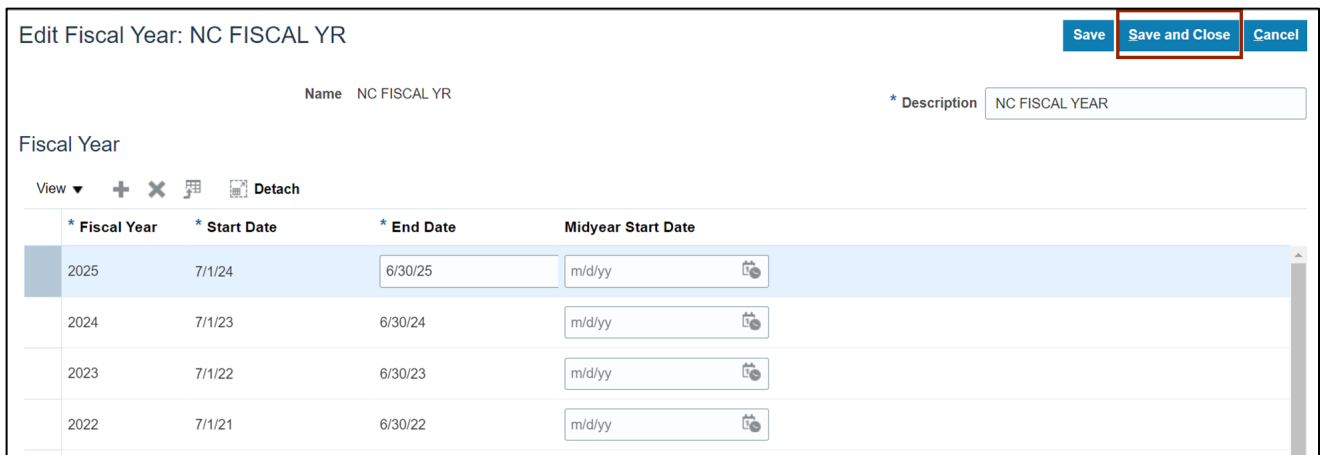 Edit Fiscal Year: NC FISCAL YR
Save Save and Close Cancel
Name NC FISCAL YR
* Description NC FISCAL YEAR
Fiscal Year
View Detach
* Fiscal Year * Start Date * End Date Midyear Start Date
2025 7/1/24 6/30/25 m/d/yy
2024 7/1/23 6/30/24 m/d/yy
2023 7/1/22 6/30/23 m/d/yy
2022 7/1/21 6/30/22 m/d/yy